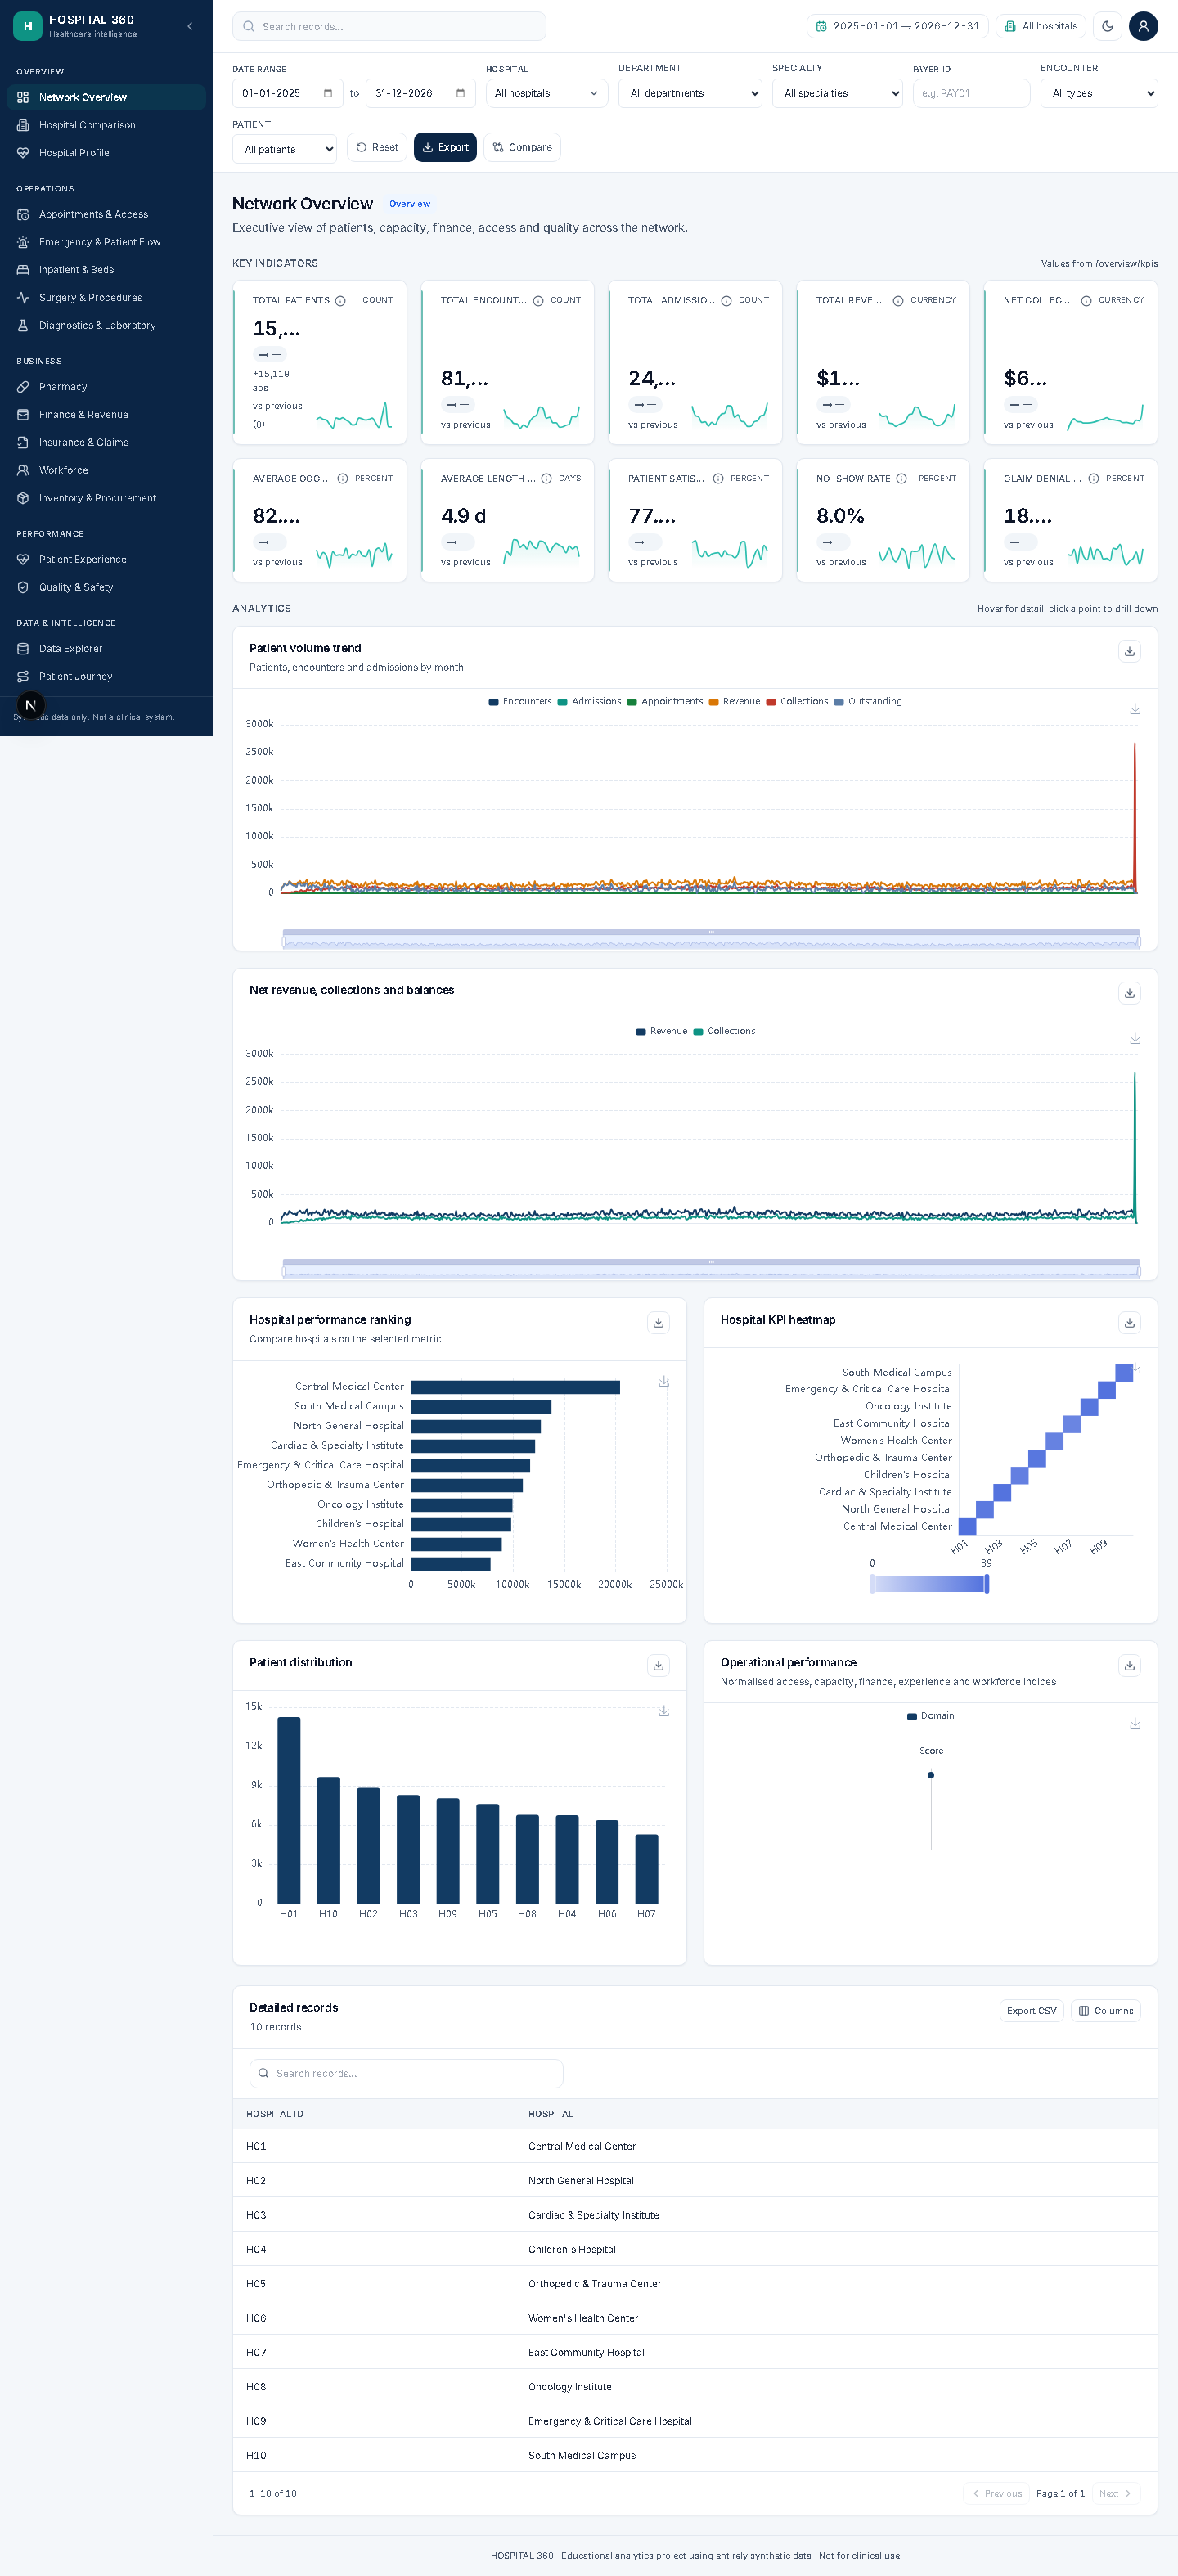 H HOSPITAL 360
Healthcare intelligence
OVERVIEW
Network Overview
Hospital Comparison
Hospital Profile
OPERATIONS
Appointments & Access
Emergency & Patient Flow
Inpatient & Beds
Surgery & Procedures
Diagnostics & Laboratory
BUSINESS
Pharmacy
Finance & Revenue
Insurance & Claims
Workforce
Inventory & Procurement
PERFORMANCE
Patient Experience
Quality & Safety
DATA & INTELLIGENCE
Data Explorer
Patient Journey
N
data only. Not a clinical system.
Search records...
2025-01-01 → 2026-12-31
All hospitals
DATE RANGE
01-01-2025 to 31-12-2026
HOSPITAL
All hospitals
DEPARTMENT
All departments
SPECIALTY
All specialties
PAYER ID
e.g. PAY01
ENCOUNTER
All types
PATIENT
All patients
Reset
Export
Compare
Network Overview Overview
Executive view of patients, capacity, finance, access and quality across the network.
KEY INDICATORS Values from /overview/kpis
TOTAL PATIENTS COUNT
15,...
→ —
+15,119
abs
vs previous
(0)
TOTAL ENCOUNT... COUNT
81,...
→ —
vs previous
TOTAL ADMISSIO... COUNT
24,...
→ —
vs previous
TOTAL REVE... CURRENCY
$1...
→ —
vs previous
NET COLLEC... CURRENCY
$6...
→ —
vs previous
AVERAGE OCC... PERCENT
82....
→ —
vs previous
AVERAGE LENGTH ... DAYS
4.9 d
→ —
vs previous
PATIENT SATIS... PERCENT
77....
→ —
vs previous
NO-SHOW RATE PERCENT
8.0%
→ —
vs previous
CLAIM DENIAL ... PERCENT
18....
→ —
vs previous
ANALYTICS Hover for detail, click a point to drill down
Patient volume trend
Patients, encounters and admissions by month
Encounters Admissions Appointments Revenue Collections Outstanding
3000k
2500k
2000k
1500k
1000k
500k
0
Net revenue, collections and balances
Revenue Collections
3000k
2500k
2000k
1500k
1000k
500k
0
Hospital performance ranking
Compare hospitals on the selected metric
Central Medical Center
South Medical Campus
North General Hospital
Cardiac & Specialty Institute
Emergency & Critical Care Hospital
Orthopedic & Trauma Center
Oncology Institute
Children's Hospital
Women's Health Center
East Community Hospital
0 5000k 10000k 15000k 20000k 25000k
Hospital KPI heatmap
South Medical Campus
Emergency & Critical Care Hospital
Oncology Institute
East Community Hospital
Women's Health Center
Orthopedic & Trauma Center
Children's Hospital
Cardiac & Specialty Institute
North General Hospital
Central Medical Center
H01 H03 H05 H07 H09
0 89
Patient distribution
15k
12k
9k
6k
3k
0
H01 H10 H02 H03 H09 H05 H08 H04 H06 H07
Operational performance
Normalised access, capacity, finance, experience and workforce indices
Domain
Score
Detailed records
10 records
Export CSV
Columns
Search records...
HOSPITAL ID HOSPITAL
H01 Central Medical Center
H02 North General Hospital
H03 Cardiac & Specialty Institute
H04 Children's Hospital
H05 Orthopedic & Trauma Center
H06 Women's Health Center
H07 East Community Hospital
H08 Oncology Institute
H09 Emergency & Critical Care Hospital
H10 South Medical Campus
1–10 of 10
Previous Page 1 of 1 Next
HOSPITAL 360 · Educational analytics project using entirely synthetic data · Not for clinical use